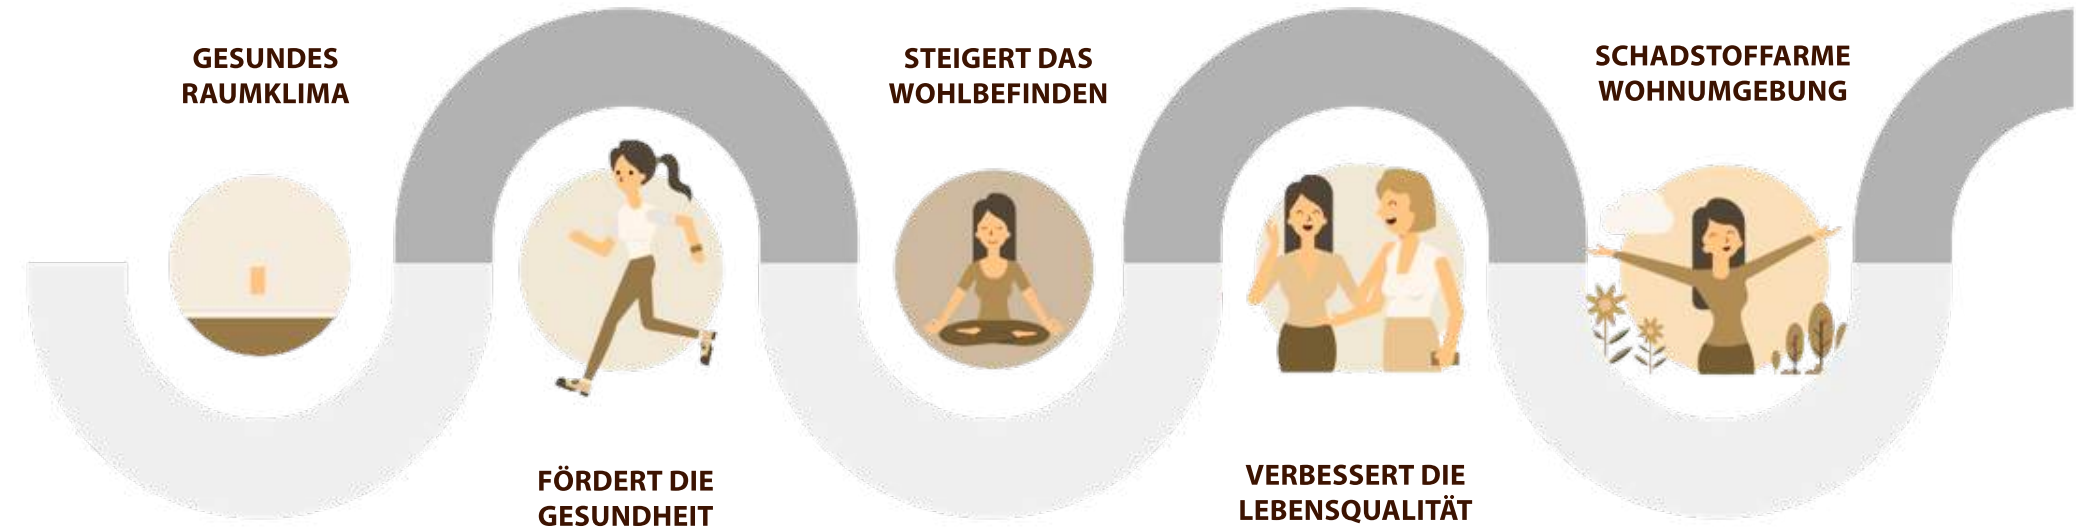 GESUNDES
RAUMKLIMA
FÖRDERT DIE
GESUNDHEIT
STEIGERT DAS
WOHLBEFINDEN
VERBESSERT DIE
LEBENSQUALITÄT
SCHADSTOFFARME
WOHNUMGEBUNG